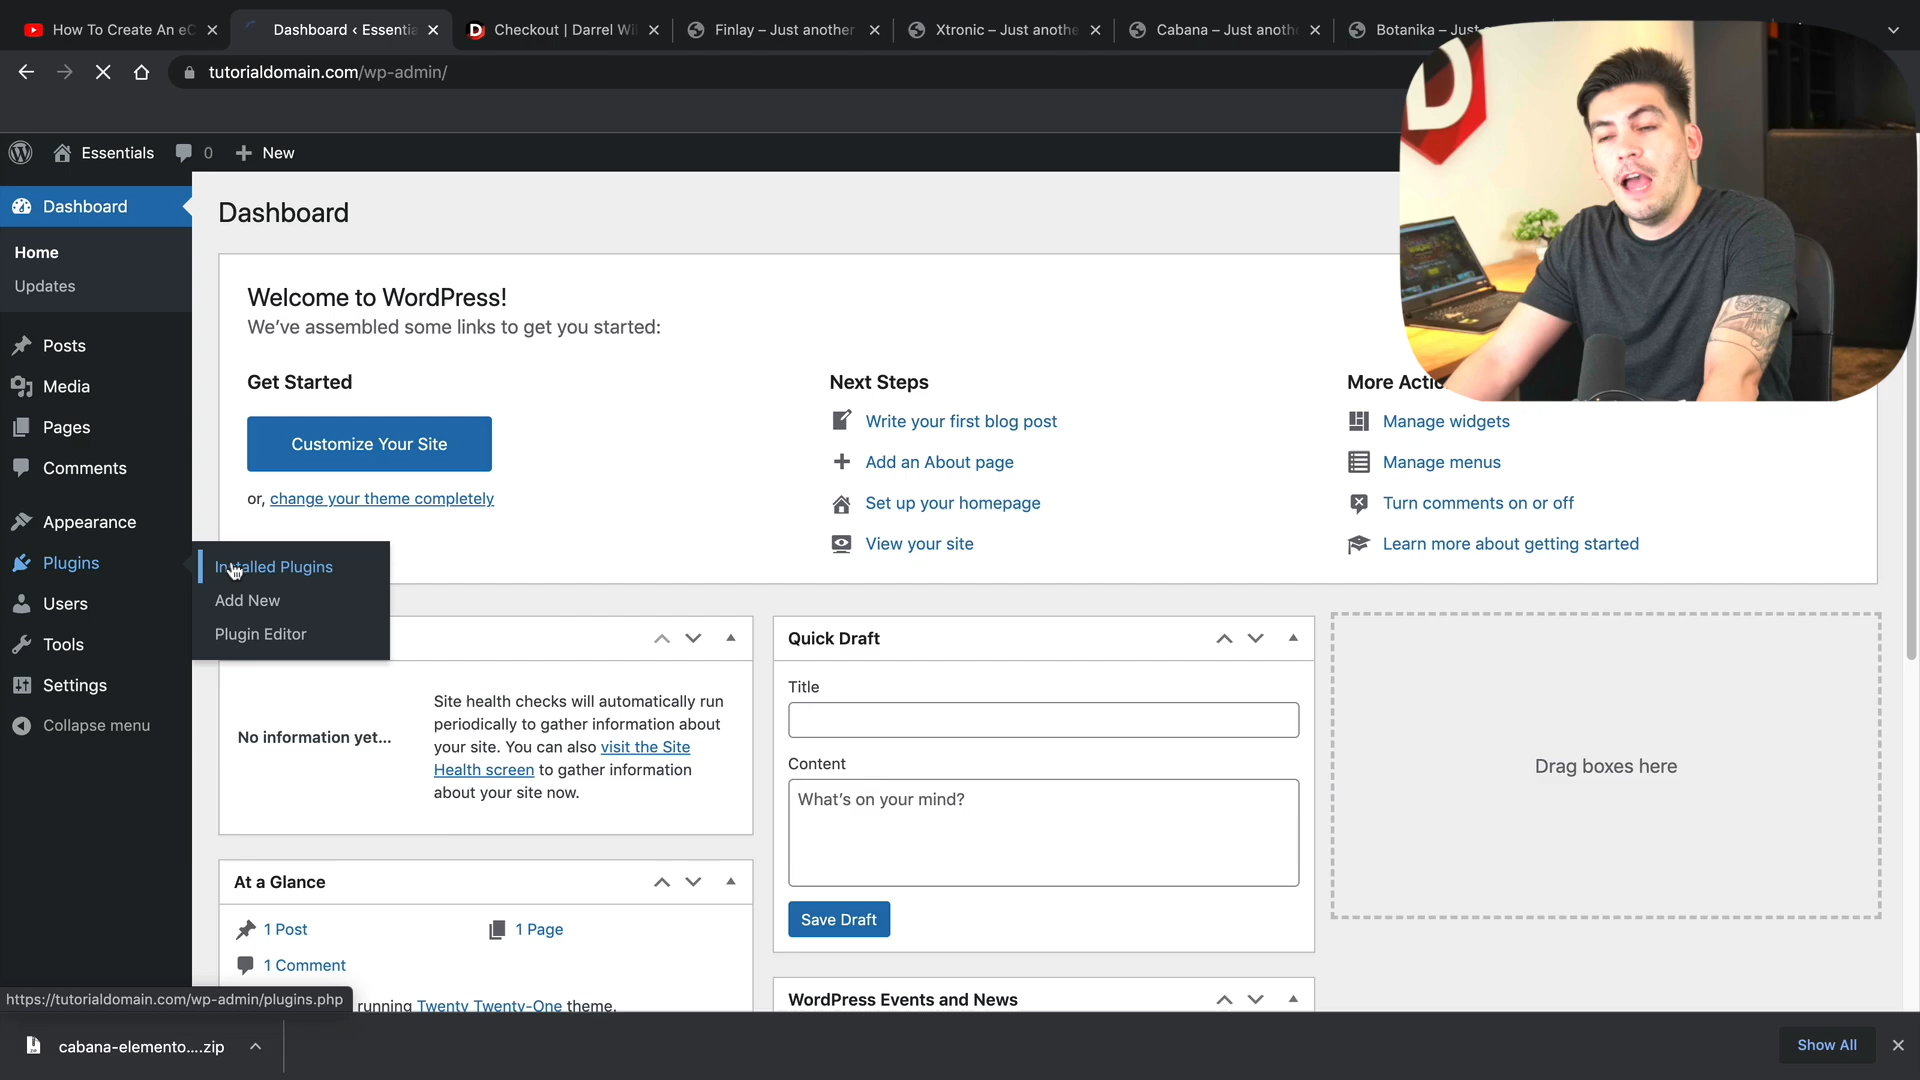 How To Create An eC
Dashboard ‹ Essentia
Checkout | Darrel Wil
Finlay – Just another
Xtronic – Just anothe
Cabana – Just anoth
Botanika – Just
tutorialdomain.com/wp-admin/
Essentials
0
New
Dashboard
Home
Updates
Posts
Media
Pages
Comments
Appearance
Plugins
Users
Tools
Settings
Collapse menu
Installed Plugins
Add New
Plugin Editor
Dashboard
Welcome to WordPress!
We've assembled some links to get you started:
Get Started
Customize Your Site
or, change your theme completely
Next Steps
Write your first blog post
Add an About page
Set up your homepage
View your site
More Actio
Manage widgets
Manage menus
Turn comments on or off
Learn more about getting started
No information yet...
Site health checks will automatically run
periodically to gather information about
your site. You can also visit the Site
Health screen to gather information
about your site now.
At a Glance
1 Post
1 Page
1 Comment
running Twenty Twenty-One theme.
Quick Draft
Title
Content
What's on your mind?
Save Draft
WordPress Events and News
Drag boxes here
https://tutorialdomain.com/wp-admin/plugins.php
cabana-elemento....zip
Show All